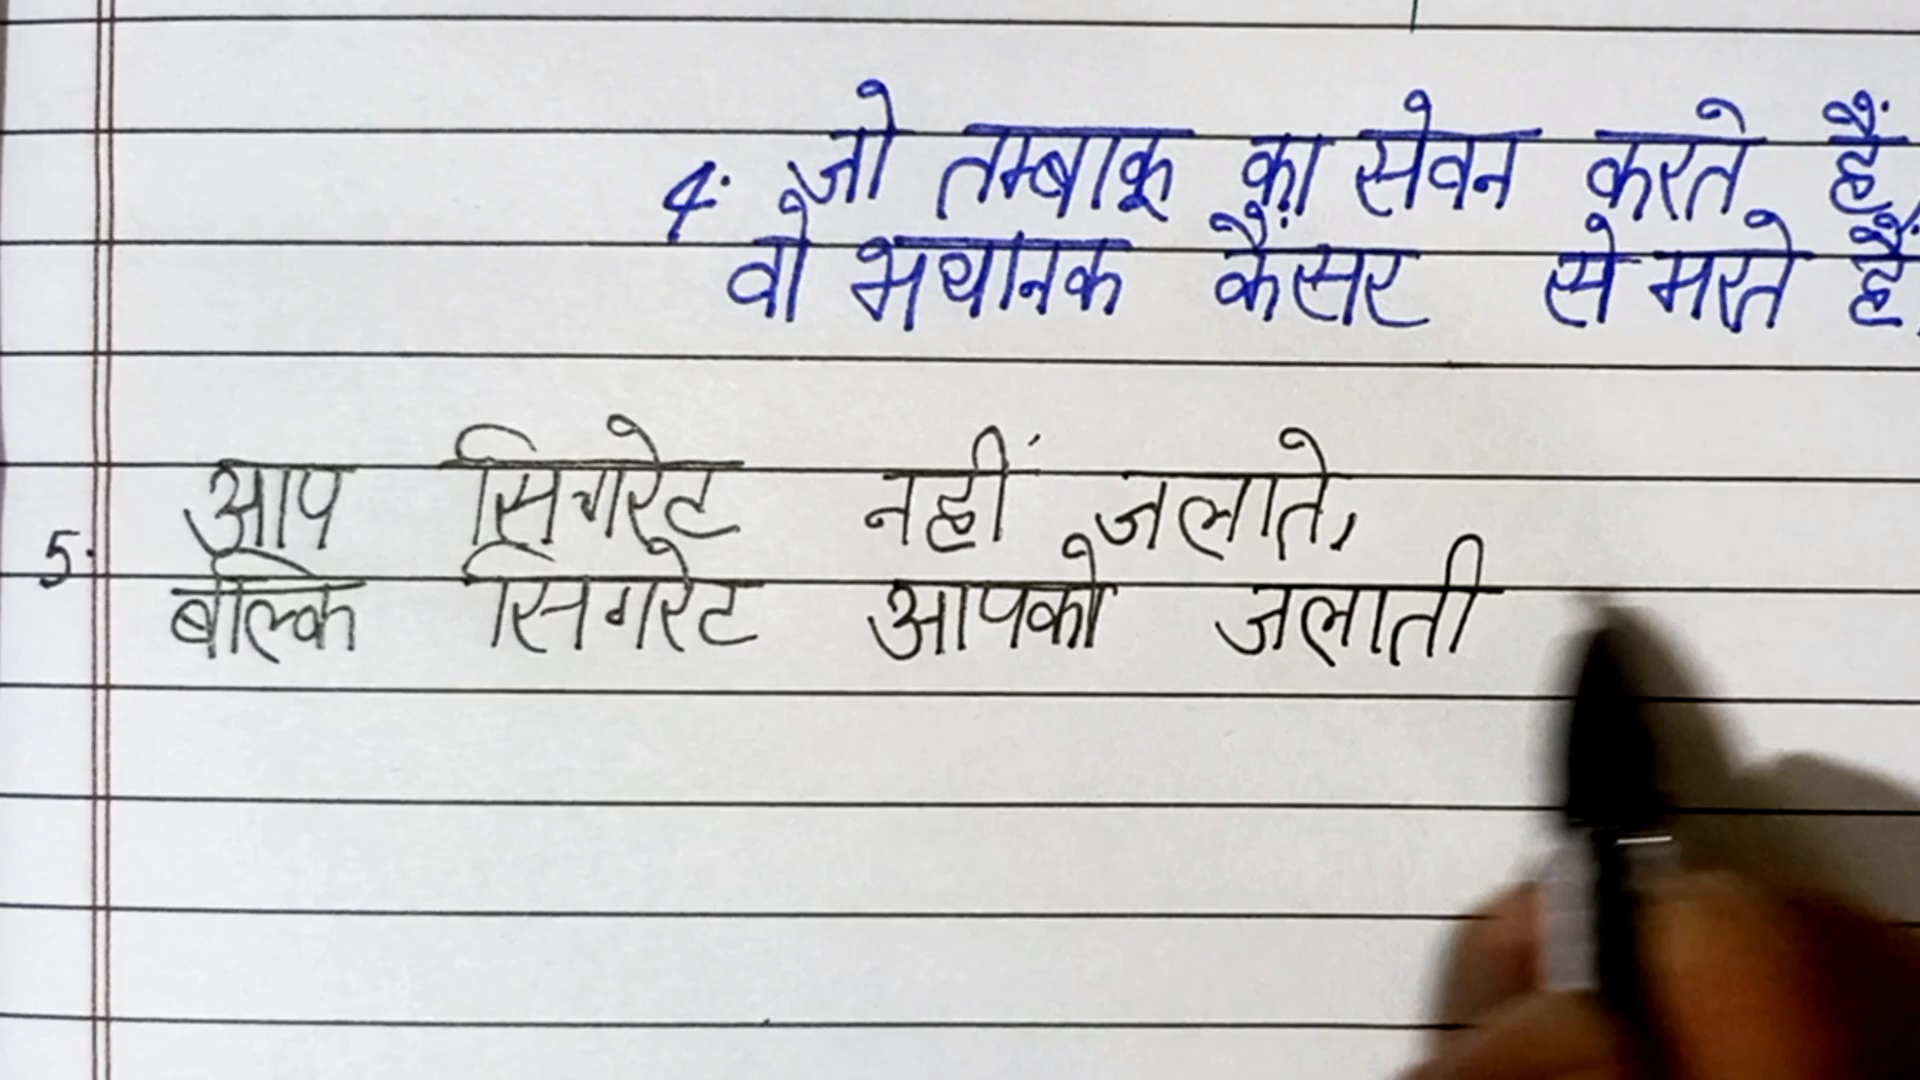 4. जो तम्बाकू का सेवन करते हैं,
वो भयानक कैंसर से मरते हैं
आप सिगरेट नहीं जलाते,
5. बल्कि सिगरेट आपको जलाती